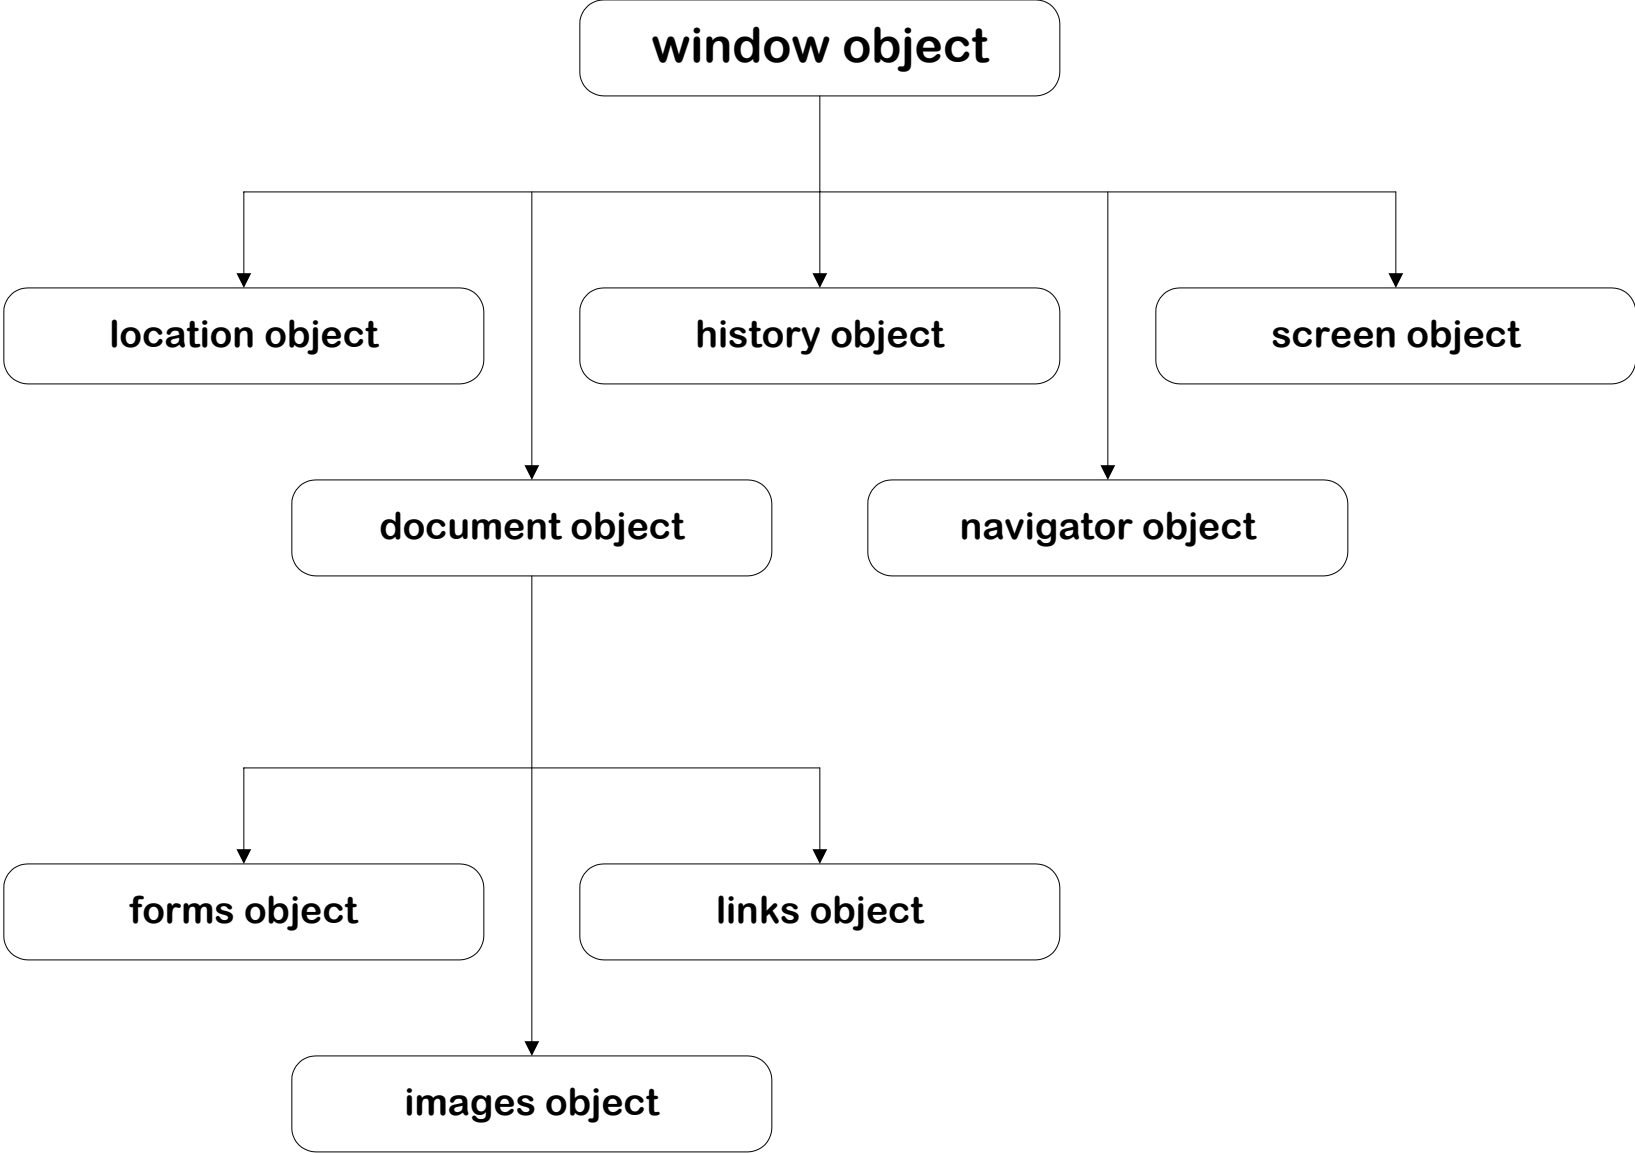 window object
location object
history object
screen object
document object
navigator object
forms object
links object
images object